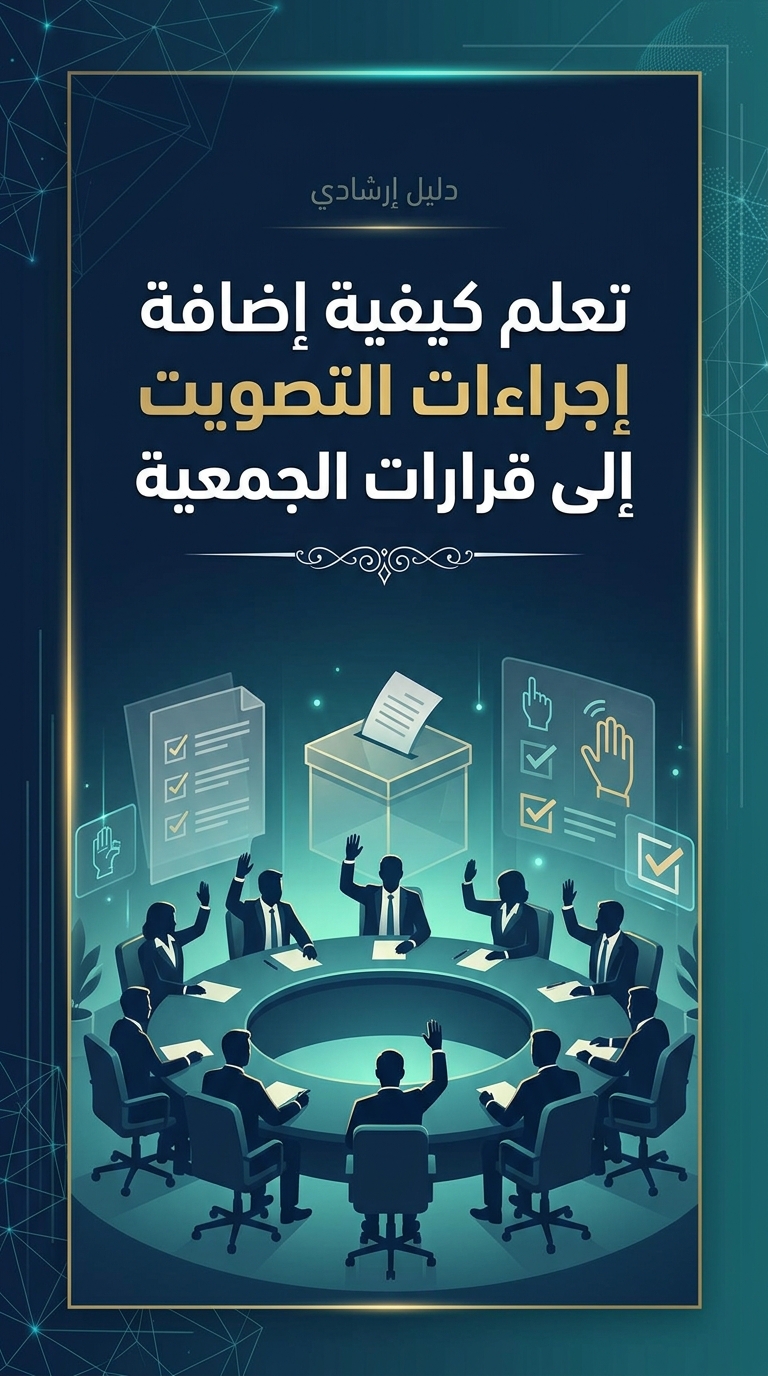 دليل إرشادي
تعلم كيفية إضافة
إجراءات التصويت
إلى قرارات الجمعية